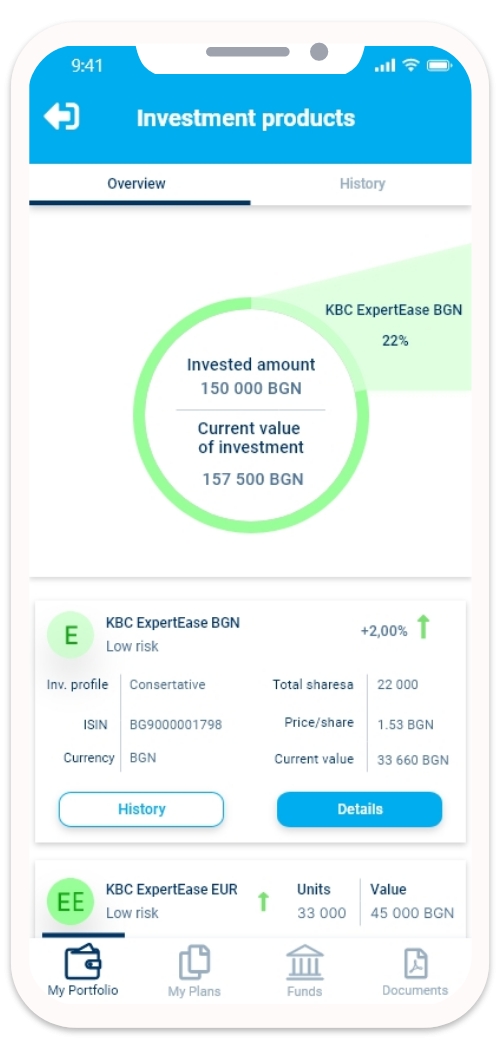 9:41
Investment products
Overview
History
KBC ExpertEase BGN
22%
Invested amount
150 000 BGN
Current value
of investment
157 500 BGN
E
KBC ExpertEase BGN
Low risk
+2,00%
Inv. profile
Consertative
Total sharesa
22 000
ISIN
BG9000001798
Price/share
1.53 BGN
Currency
BGN
Current value
33 660 BGN
History
Details
EE
KBC ExpertEase EUR
Low risk
Units
33 000
Value
45 000 BGN
My Portfolio
My Plans
Funds
Documents